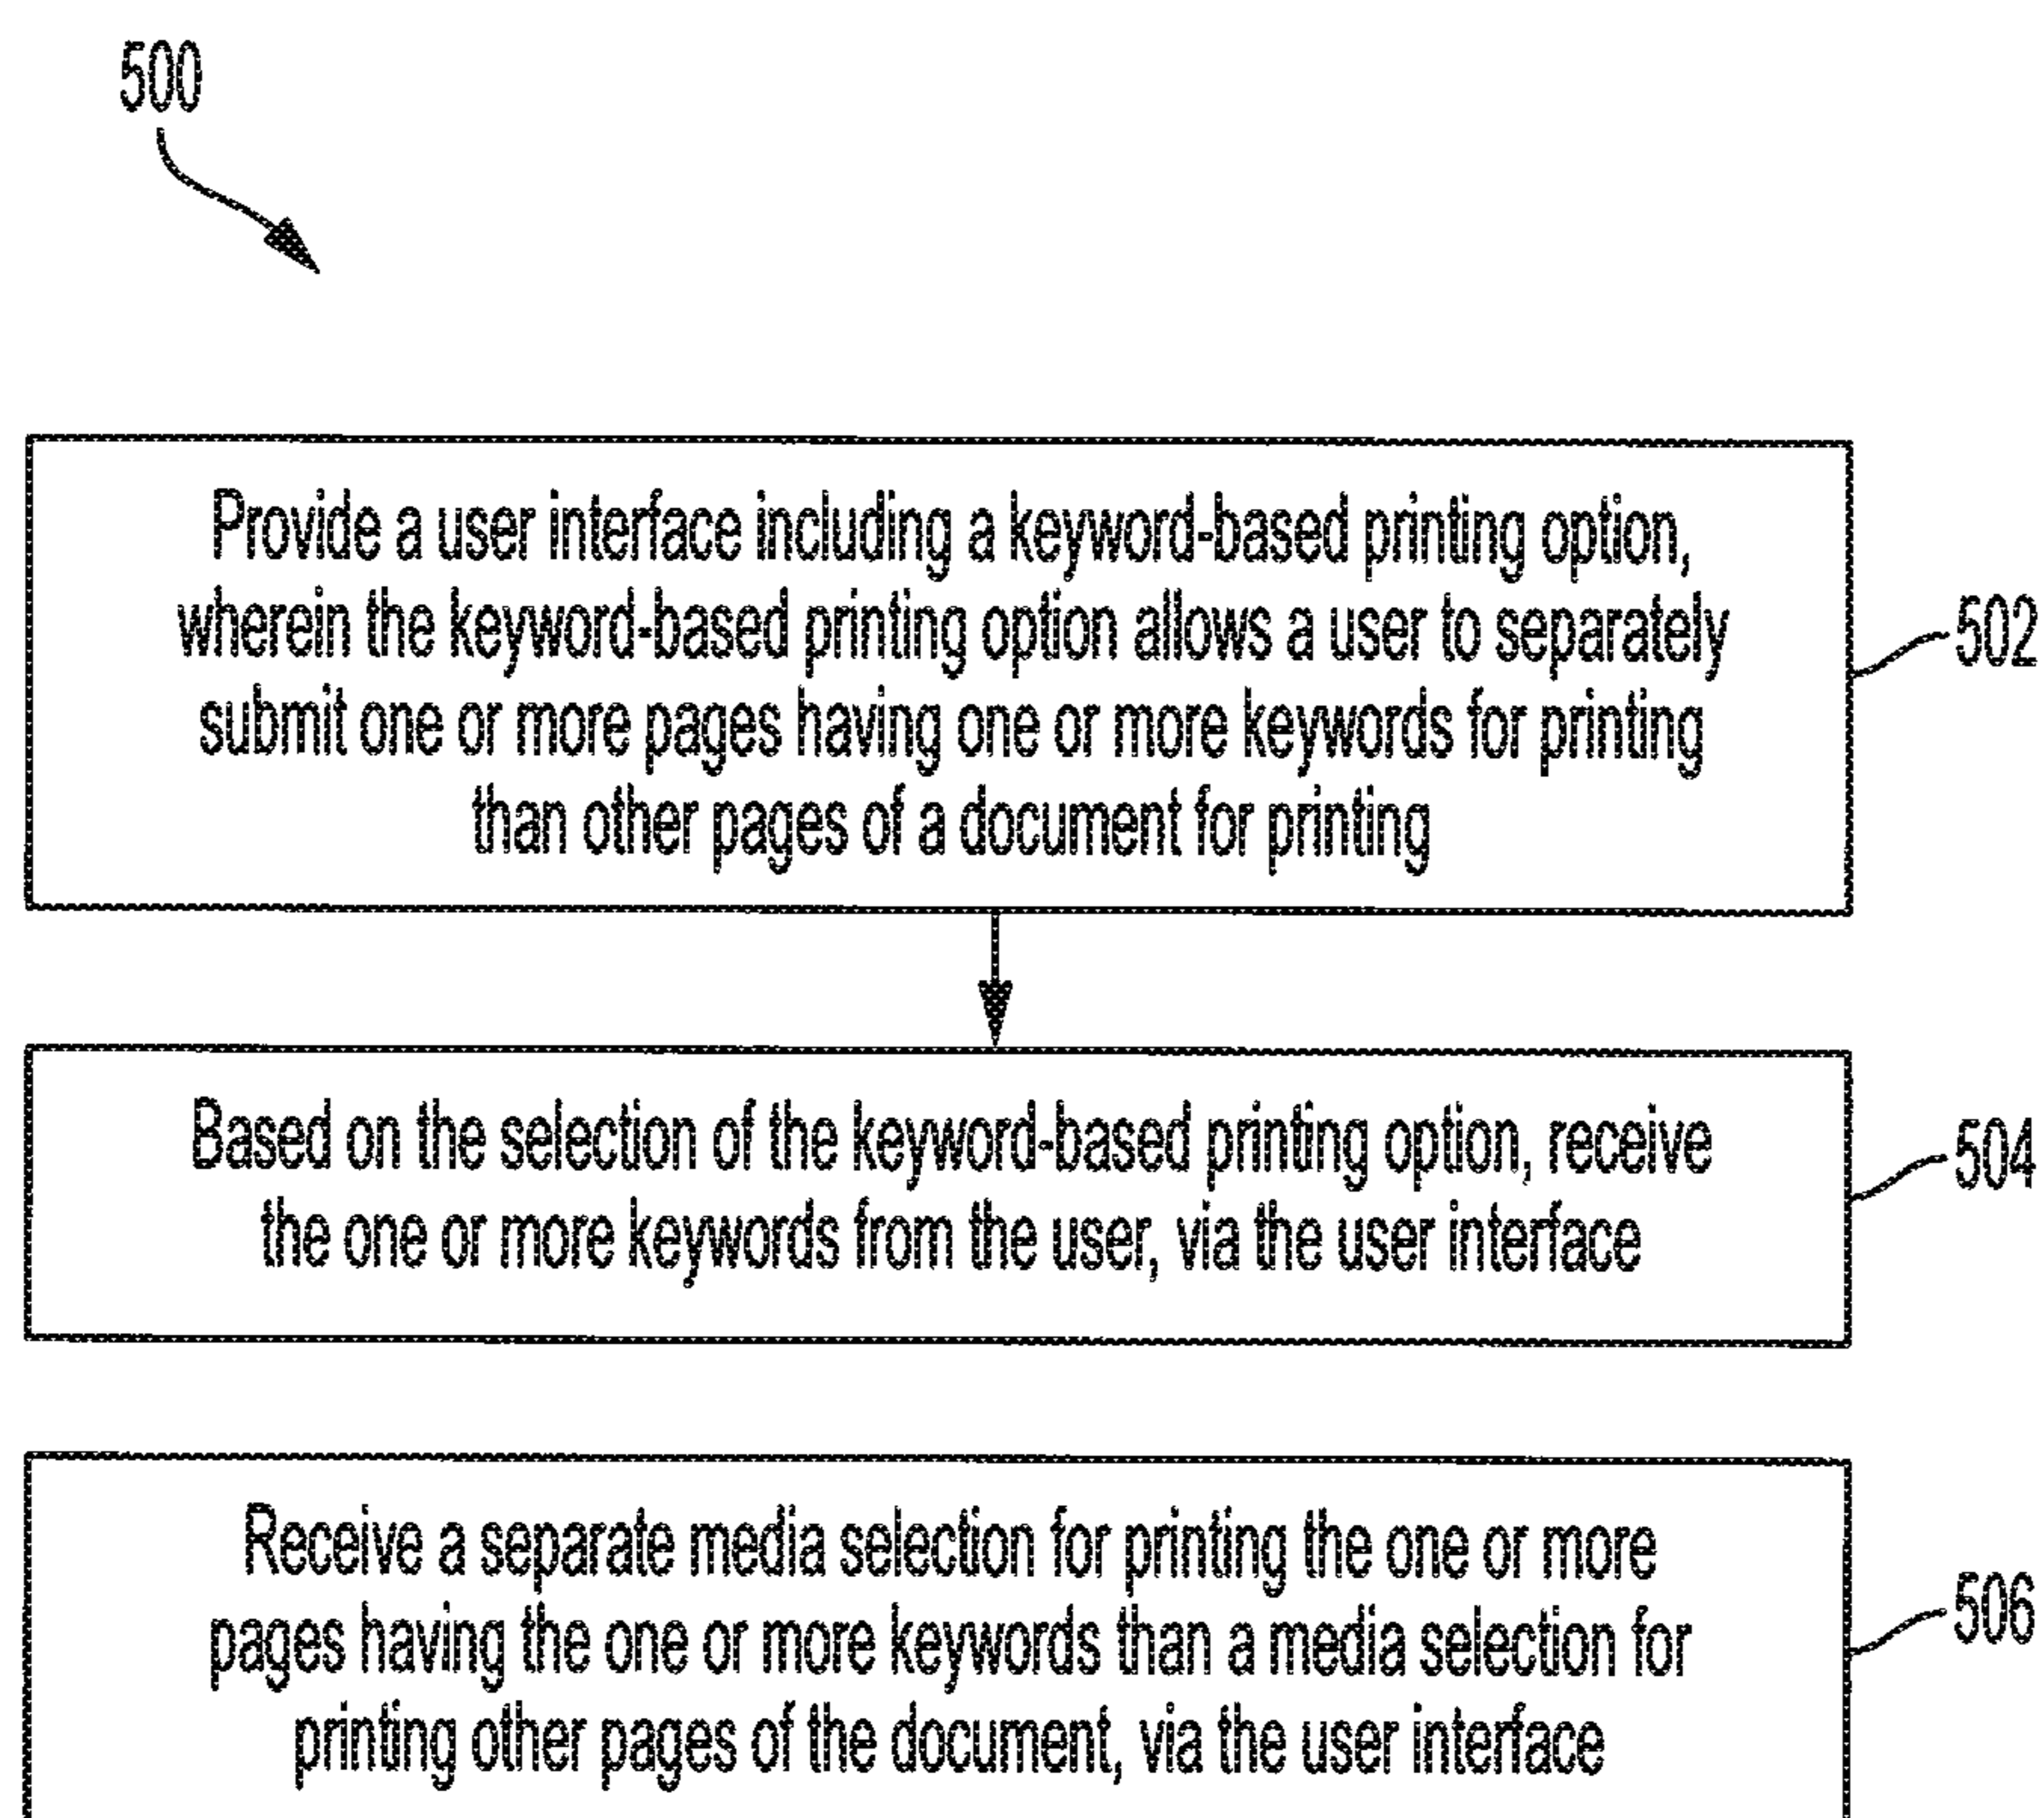 500
Provide a user interface including a keyword-based printing option,
wherein the keyword-based printing option allows a user to separately
submit one or more pages having one or more keywords for printing
than other pages of a document for printing
502
Based on the selection of the keyword-based printing option, receive
the one or more keywords from the user, via the user interface
504
Receive a separate media selection for printing the one or more
pages having the one or more keywords than a media selection for
printing other pages of the document, via the user interface
506